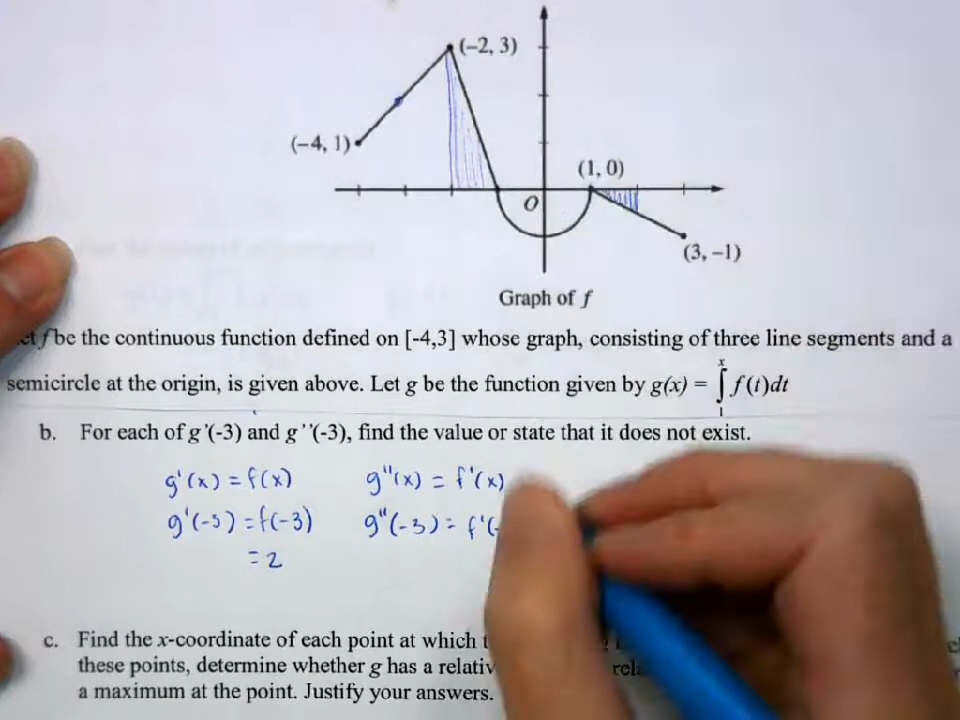 (−2, 3)
(−4, 1)
(1, 0)
O
(3, −1)
Graph of f
f be the continuous function defined on [-4,3] whose graph, consisting of three line segments and a
semicircle at the origin, is given above. Let g be the function given by g(x) = ∫₁ˣ f(t)dt
b. For each of g '(-3) and g ''(-3), find the value or state that it does not exist.
g'(x) = f(x) g''(x) = f'(x)
g'(-3) = f(-3) g''(-3) = f'(-
= 2
c. Find the x-coordinate of each point at which
these points, determine whether g has a
a maximum at the point. Justify your answers.